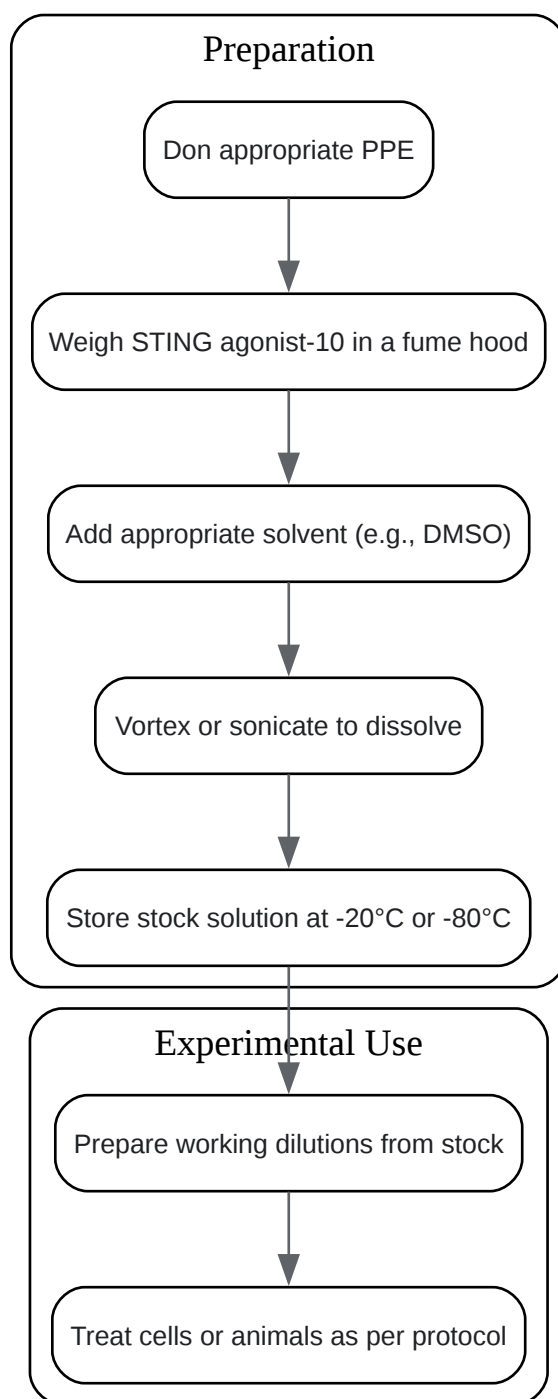 Preparation
Don appropriate PPE
Weigh STING agonist-10 in a fume hood
Add appropriate solvent (e.g., DMSO)
Vortex or sonicate to dissolve
Store stock solution at -20°C or -80°C
Experimental Use
Prepare working dilutions from stock
Treat cells or animals as per protocol